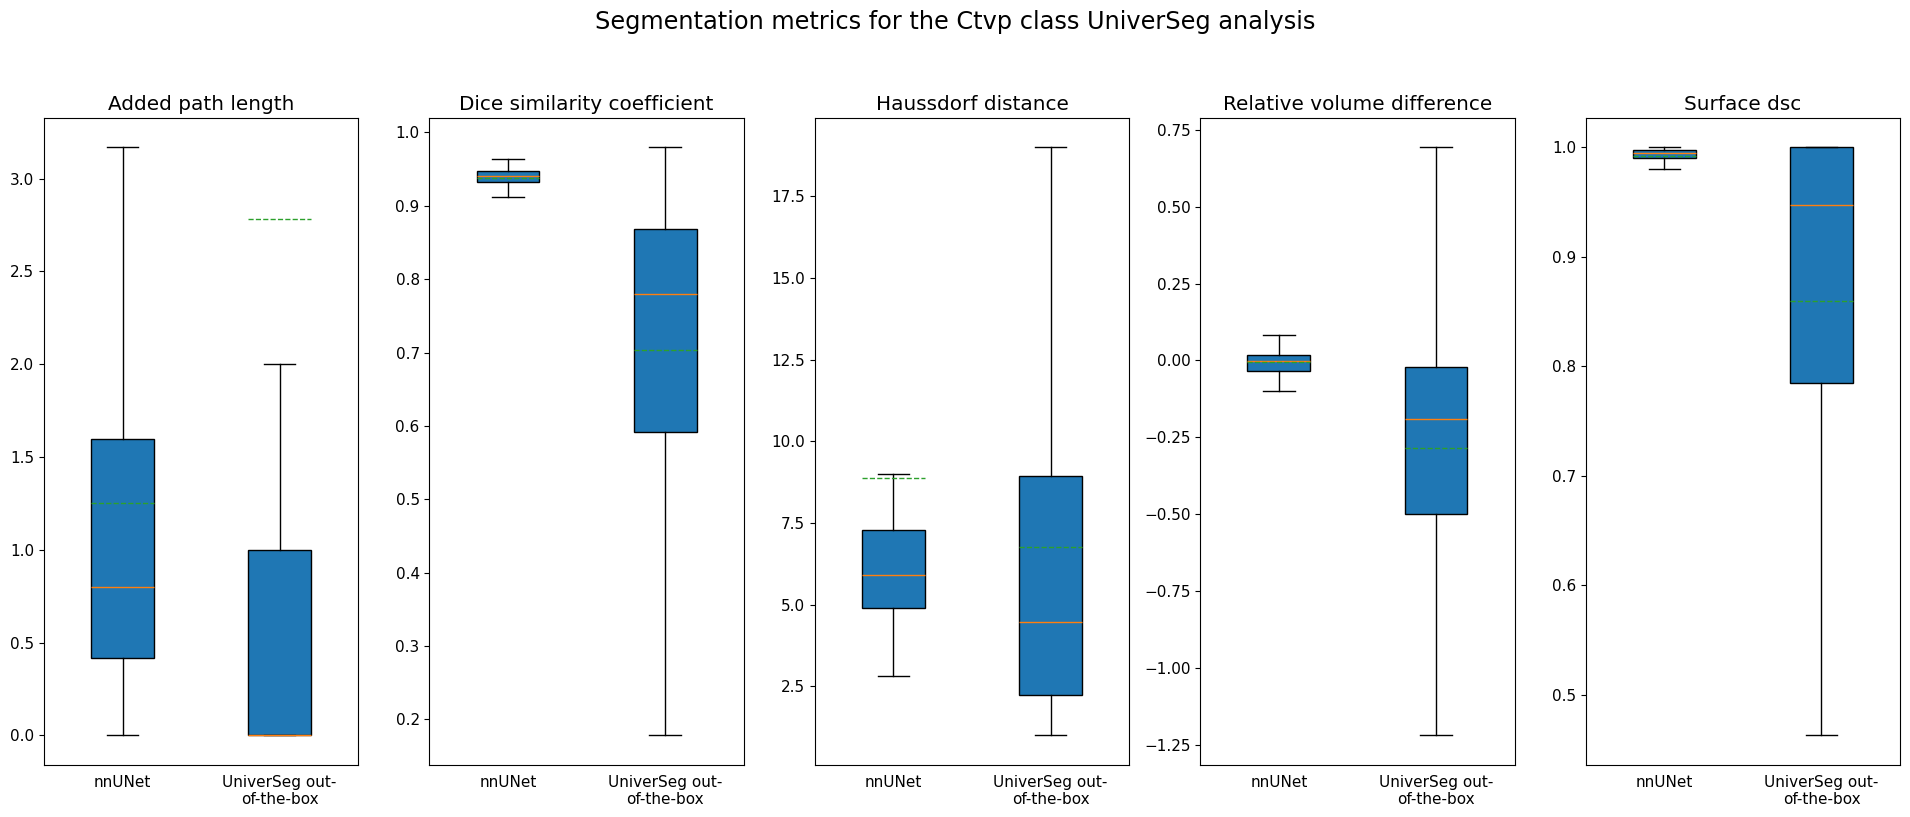 Segmentation metrics for the Ctvp class UniverSeg analysis
Added path length
3.0
2.5
2.0
1.5
1.0
0.5
0.0
nnUNet
UniverSeg out-
of-the-box
Dice similarity coefficient
1.0
0.9
0.8
0.7
0.6
0.5
0.4
0.3
0.2
nnUNet
UniverSeg out-
of-the-box
Haussdorf distance
17.5
15.0
12.5
10.0
7.5
5.0
2.5
nnUNet
UniverSeg out-
of-the-box
Relative volume difference
0.75
0.50
0.25
0.00
−0.25
−0.50
−0.75
−1.00
−1.25
nnUNet
UniverSeg out-
of-the-box
Surface dsc
1.0
0.9
0.8
0.7
0.6
0.5
nnUNet
UniverSeg out-
of-the-box